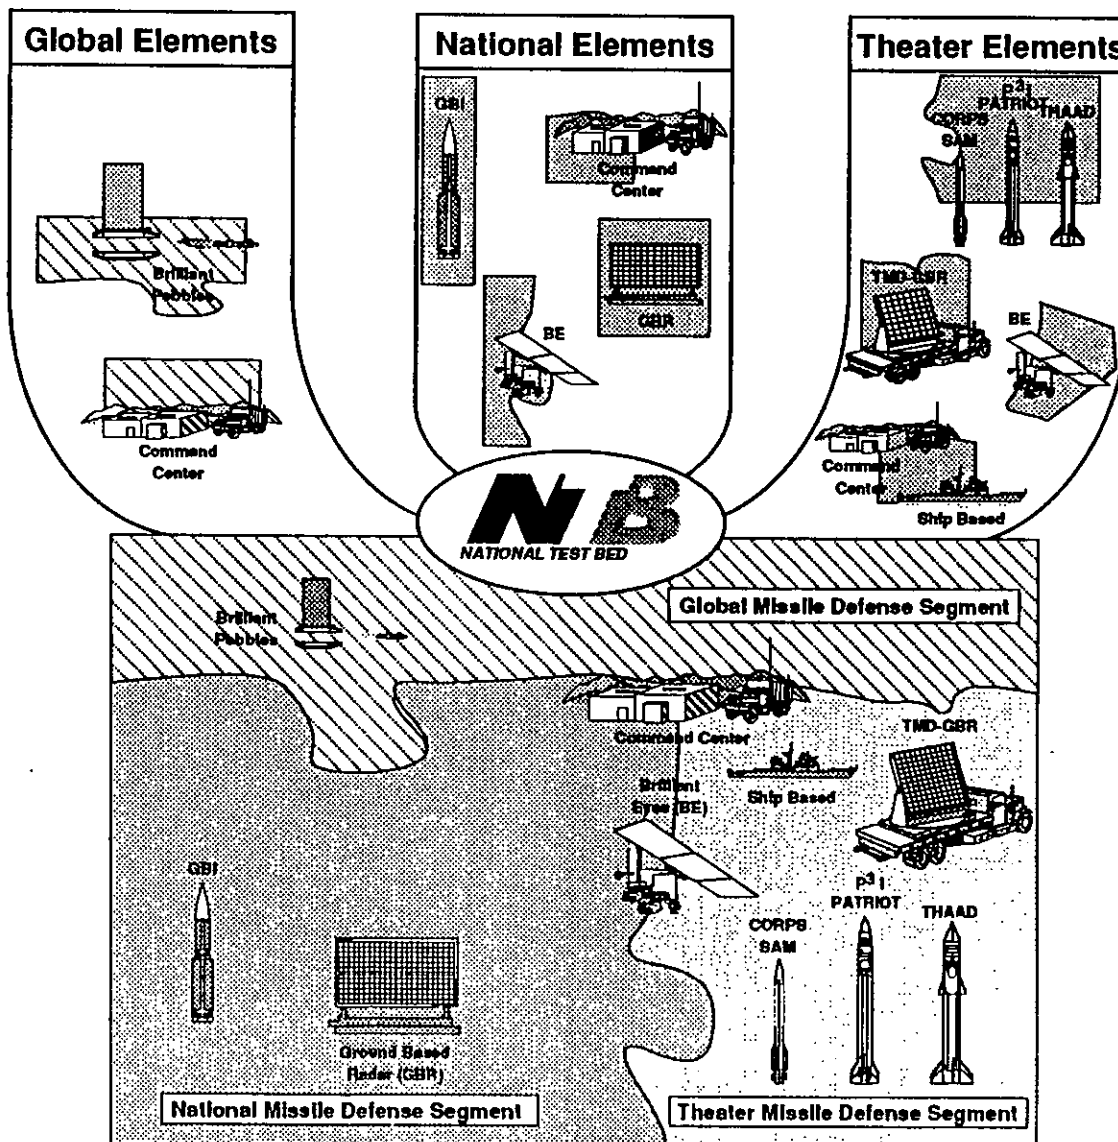 Global Elements
National Elements
Theater Elements
Brilliant
Pebbles
Command
Center
GBI
Command
Center
GBR
BE
CORPS
SAM
P³I
PATRIOT
THAAD
TMD-GBR
BE
Command
Center
Ship Based
NTB
NATIONAL TEST BED
Global Missile Defense Segment
Brilliant
Pebbles
Command Center
TMD-GBR
Ship Based
Brilliant
Eyes (BE)
GBI
P³I
PATRIOT
THAAD
CORPS
SAM
Ground Based
Radar (GBR)
National Missile Defense Segment
Theater Missile Defense Segment